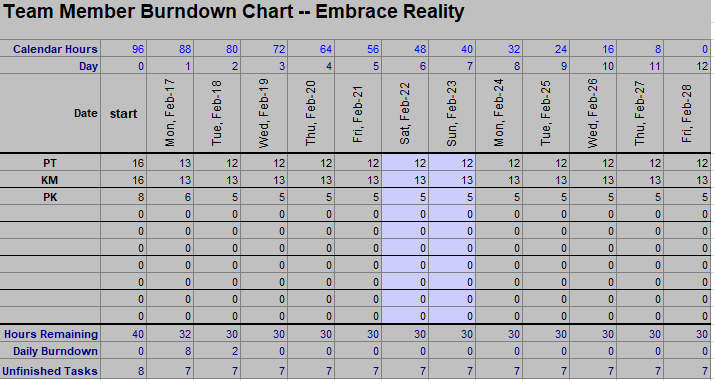 Team Member Burndown Chart -- Embrace Reality
Calendar Hours 96 88 80 72 64 56 48 40 32 24 16 8 0
Day 0 1 2 3 4 5 6 7 8 9 10 11 12
Date start Mon, Feb-17 Tue, Feb-18 Wed, Feb-19 Thu, Feb-20 Fri, Feb-21 Sat, Feb-22 Sun, Feb-23 Mon, Feb-24 Tue, Feb-25 Wed, Feb-26 Thu, Feb-27 Fri, Feb-28
PT 16 13 12 12 12 12 12 12 12 12 12 12 12
KM 16 13 13 13 13 13 13 13 13 13 13 13 13
PK 8 6 5 5 5 5 5 5 5 5 5 5 5
0 0 0 0 0 0 0 0 0 0 0 0
0 0 0 0 0 0 0 0 0 0 0 0
0 0 0 0 0 0 0 0 0 0 0 0
0 0 0 0 0 0 0 0 0 0 0 0
0 0 0 0 0 0 0 0 0 0 0 0
0 0 0 0 0 0 0 0 0 0 0 0
0 0 0 0 0 0 0 0 0 0 0 0
Hours Remaining 40 32 30 30 30 30 30 30 30 30 30 30 30
Daily Burndown 0 8 2 0 0 0 0 0 0 0 0 0 0
Unfinished Tasks 8 7 7 7 7 7 7 7 7 7 7 7 7